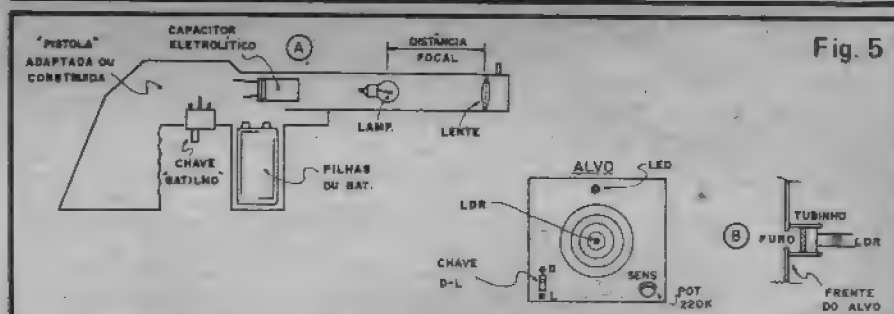 Fig. 5
"PISTOLA"
ADAPTADA OU
CONSTRUIDA
CAPACITOR
ELETROLÍTICO
A
DISTÂNCIA
FOCAL
LAMP.
LENTE
CHAVE
"GATILHO"
PILHAS
OU BAT.
ALVO
LED
LDR
CHAVE
D-L
D
L
SENS
POT
220K
B
TUBINHO
FURO
LDR
FRENTE
DO ALVO